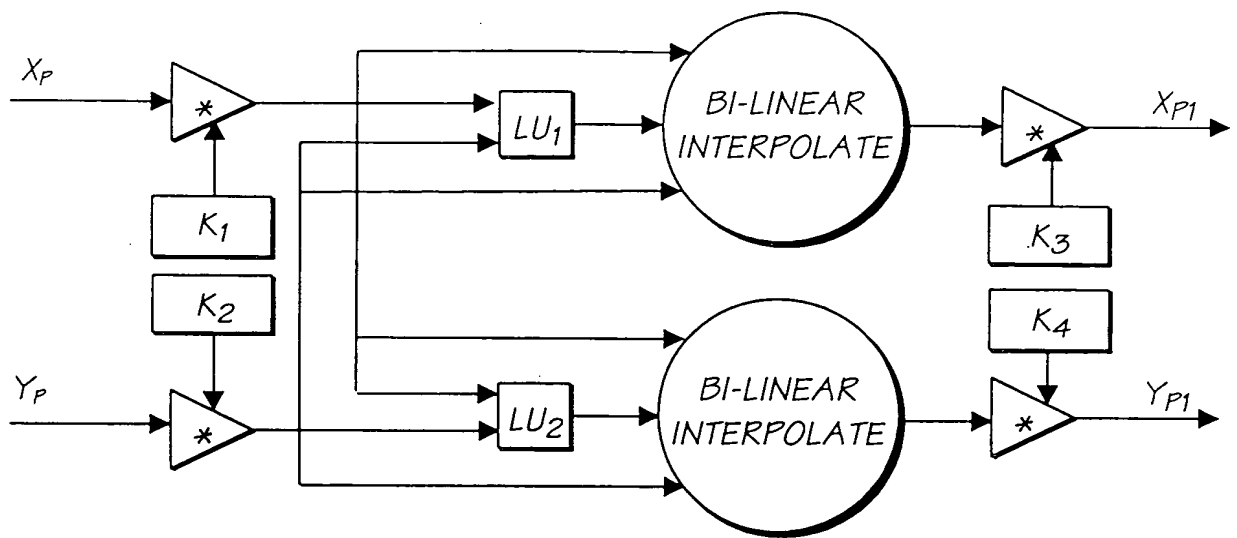 X_P
*
K_1
K_2
Y_P
*
LU_1
BI-LINEAR
INTERPOLATE
LU_2
BI-LINEAR
INTERPOLATE
*
X_P1
K_3
K_4
*
Y_P1